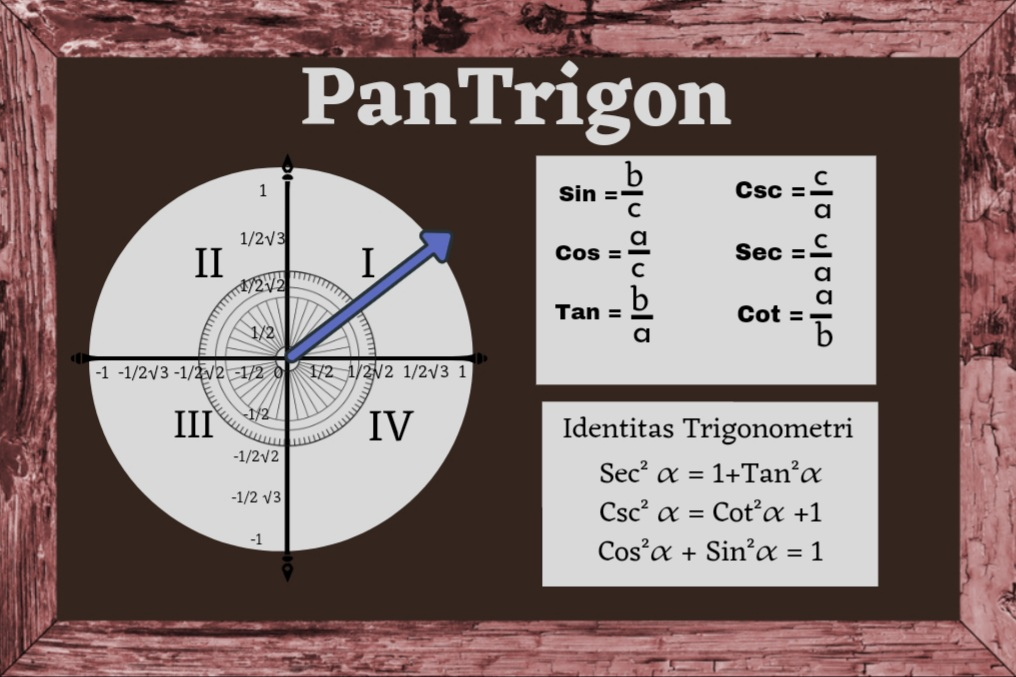 PanTrigon
1
1/2√3
II
I
1/2√2
1/2
-1 -1/2√3 -1/2√2 -1/2 0 1/2 1/2√2 1/2√3 1
-1/2
III
IV
-1/2√2
-1/2 √3
-1
Sin = b/c
Csc = c/a
Cos = a/c
Sec = c/a
Tan = b/a
Cot = a/b
Identitas Trigonometri
Sec² α = 1+Tan²α
Csc² α = Cot²α +1
Cos²α + Sin²α = 1